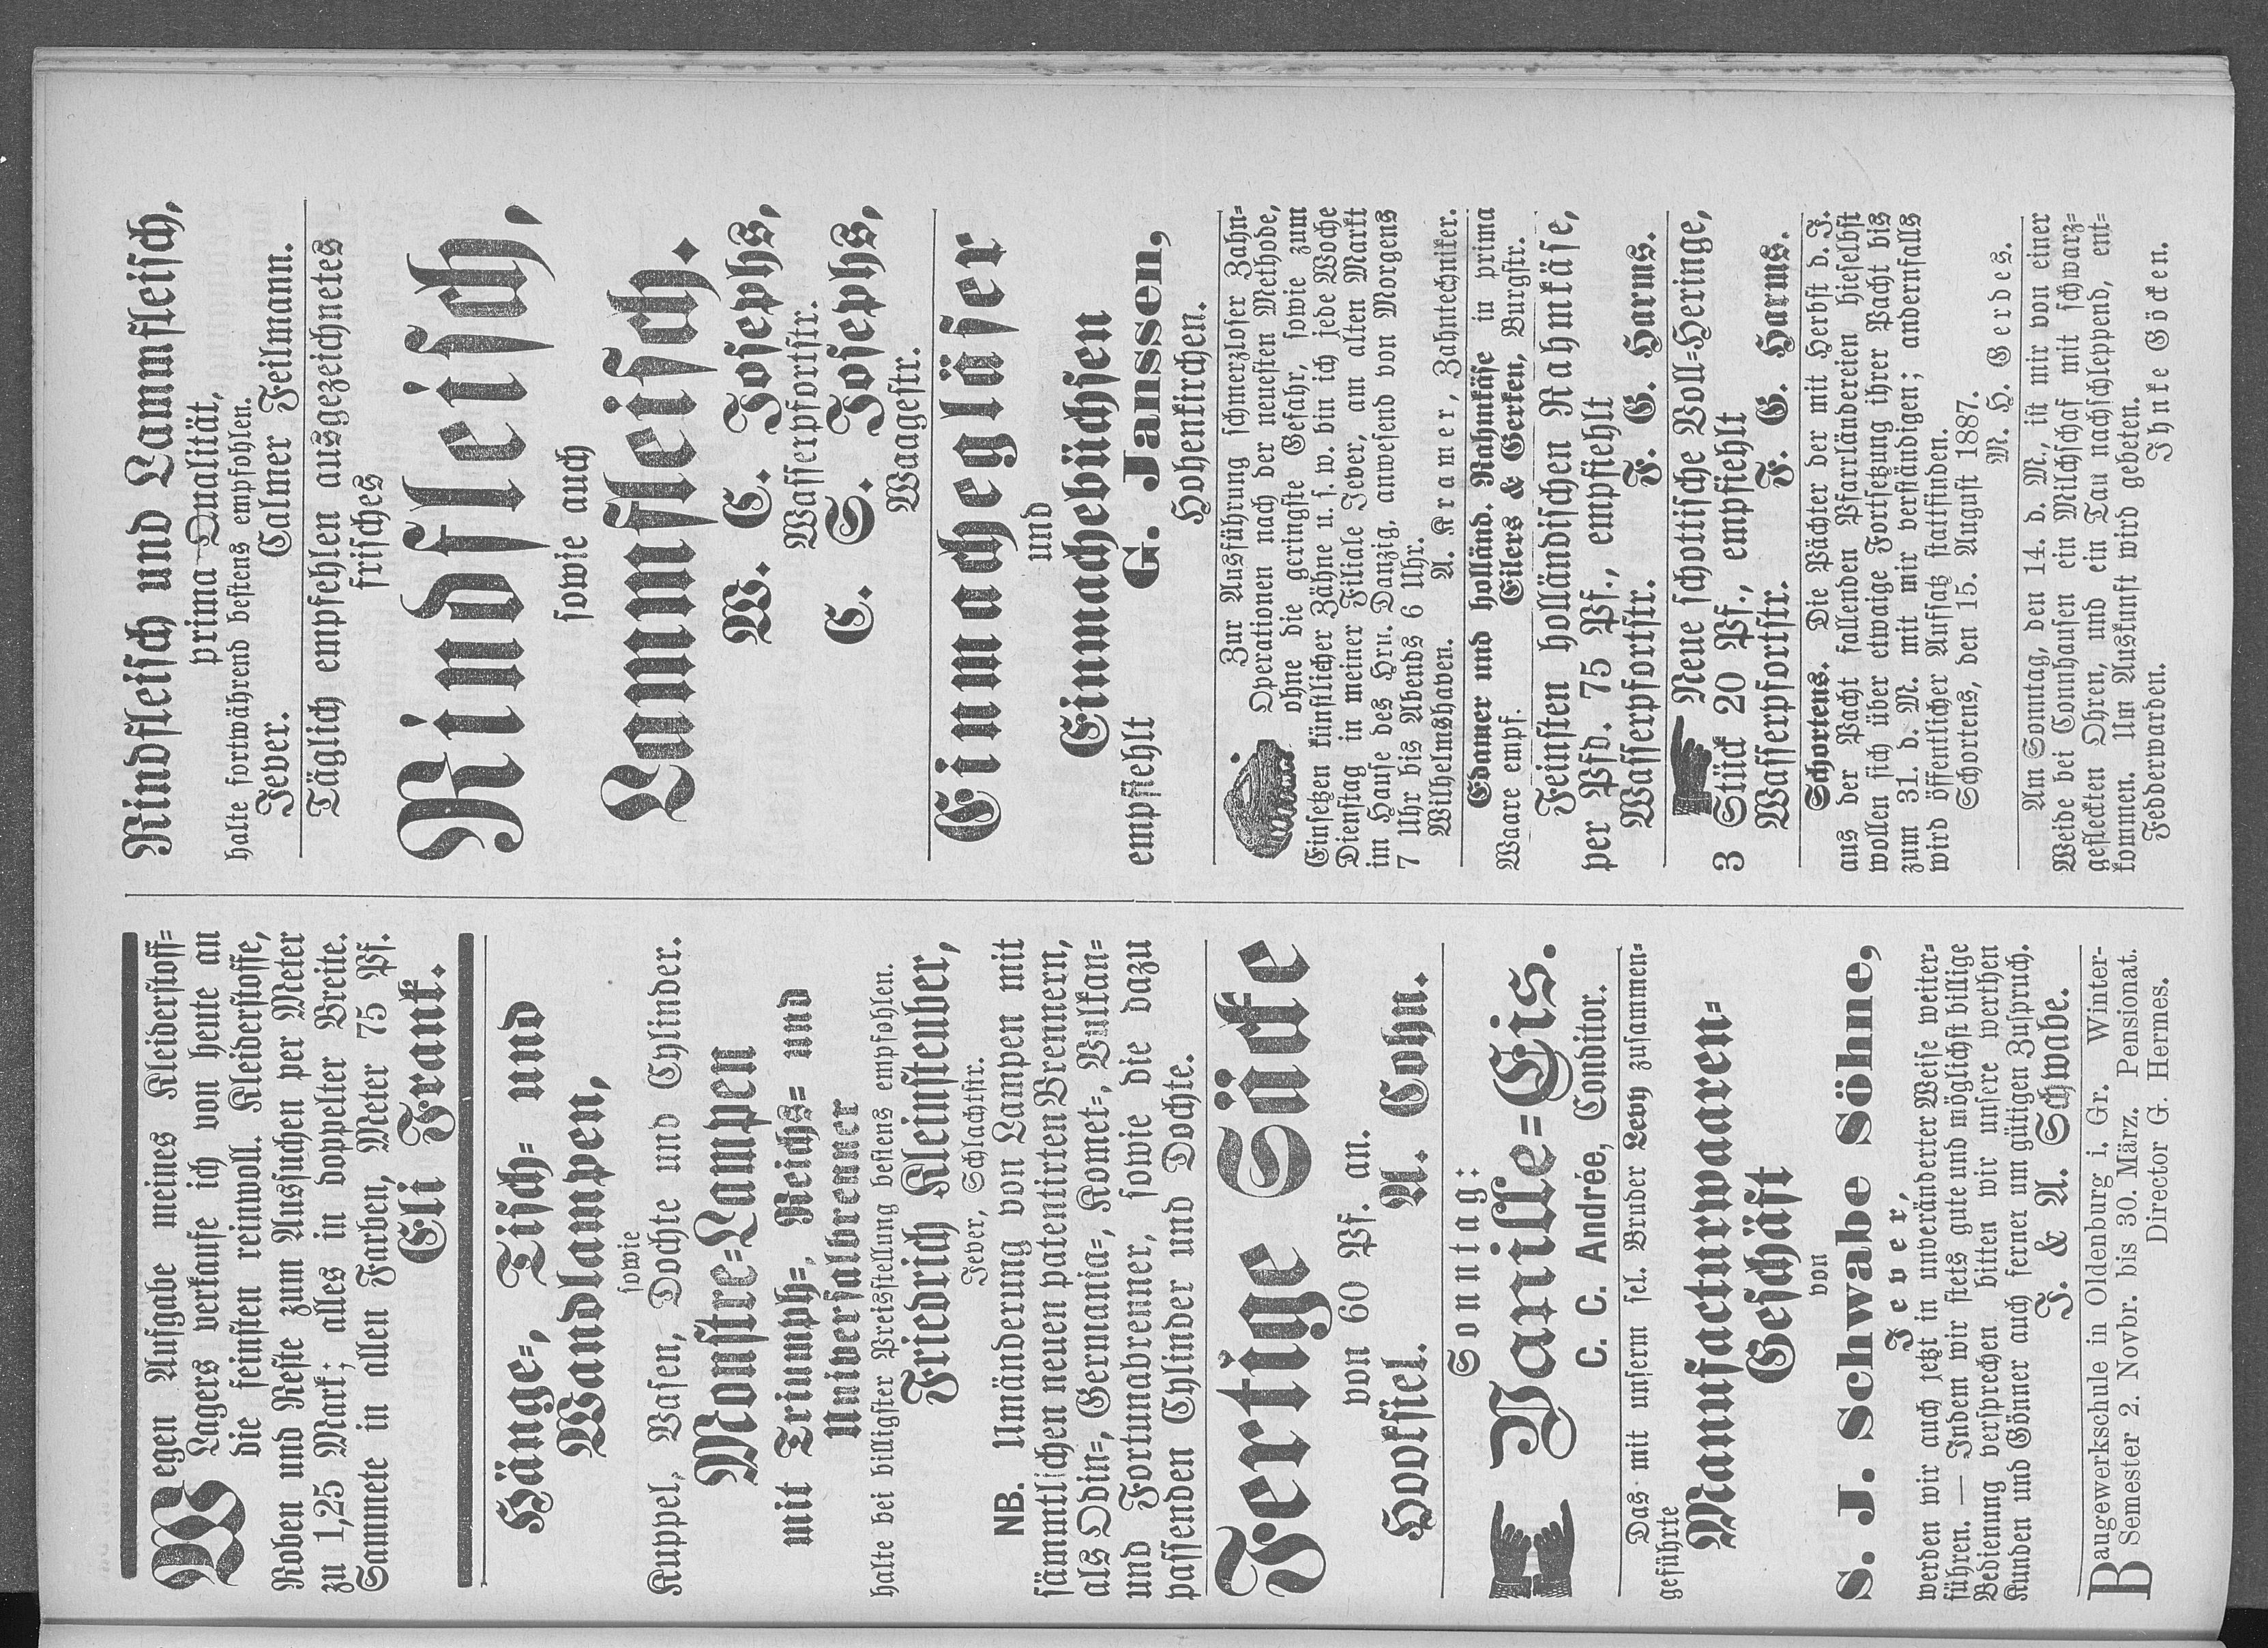 Wegen Aufgabe meines Kleiderstoff-
Lagers verkaufe ich von heute an
die feinsten reinwoll. Kleiderstoffe,
Roben und Reste zum Aussuchen per Meter
zu 1,25 Mark; alles in doppelter Breite.
Sammete in allen Farben, Meter 75 Pf.
Eli Frank.
Hänge-, Tisch- und
Wandlampen,
sowie
Kuppel, Vasen, Dochte und Cylinder.
Monstre-Lampen
mit Triumph-, Reichs- und
Universalbrenner
halte bei billigster Preisstellung bestens empfohlen.
Friedrich Kleinsteuber,
Jever, Schlachtstr.
NB. Umänderung von Lampen mit
sämmtlichen neuen patentirten Brennern,
als Odin-, Germania-, Komet-, Vulkan-
und Fortunabrenner, sowie die dazu
passenden Cylinder und Dochte.
Fertige Säcke
von 60 Pf. an.
Hooksiel. A. Cohn.
Sonntag:
Vanille-Eis.
C. C. Andrée, Conditor.
Das mit unserm sel. Bruder Levy zusammen-
geführte
Manufacturwaaren-
Geschäft
von
S. J. Schwabe Söhne,
Jever,
werden wir auch jetzt in unveränderter Weise weiter-
führen. — Indem wir stets gute und möglichst billige
Bedienung versprechen bitten wir unsere werthen
Kunden und Gönner auch ferner um gütigen Zuspruch.
J. & A. Schwabe.
Baugewerkschule in Oldenburg i. Gr. Winter-
Semester 2. Novbr. bis 30. März. Pensionat.
Director G. Hermes.
Rindfleisch und Lammfleisch,
prima Qualität,
halte fortwährend bestens empfohlen.
Jever. Calmer Feilmann.
Täglich empfehlen ausgezeichnetes
frisches
Rindfleisch,
sowie auch
Lammfleisch.
W. C. Josephs,
Wasserpfortstr.
C. S. Josephs,
Waagestr.
Einmachegläser
und
Einmachebüchsen
empfiehlt G. Janssen,
Hohenkirchen.
Zur Ausführung schmerzloser Zahn-
Operationen nach der neuesten Methode,
ohne die geringste Gefahr, sowie zum
Einsetzen künstlicher Zähne u. s. w. bin ich jede Woche
Dienstag in meiner Filiale Jever, am alten Markt
im Hause des Hrn. Danzig, anwesend von Morgens
7 Uhr bis Abends 6 Uhr.
Wilhelmshaven. A. Kramer, Zahntechniker.
Edamer und holländ. Rahmkäse in prima
Waare empf. Eilers & Gerken, Burgstr.
Feinsten holländischen Rahmkäse,
per Pfd. 75 Pf., empfiehlt
Wasserpfortstr. F. G. Harms.
Neue schottische Voll-Heringe,
3 Stück 20 Pf., empfiehlt
Wasserpfortstr. F. G. Harms.
Schortens. Die Pächter der mit Herbst d. J.
aus der Pacht fallenden Pfarrländereien hieselbst
wollen sich über etwaige Fortsetzung ihrer Pacht bis
zum 31. d. M. mit mir verständigen; andernfalls
wird öffentlicher Aufsatz stattfinden.
Schortens, den 15. August 1887.
M. H. Gerdes.
Am Sonntag, den 14. d. M., ist mir von einer
Weide bei Connhausen ein Milchschaf mit schwarz-
gefleckten Ohren, und ein Tau nachschleppend, ent-
kommen. Um Auskunft wird gebeten.
Fedderwarden. Ihnke Göcken.